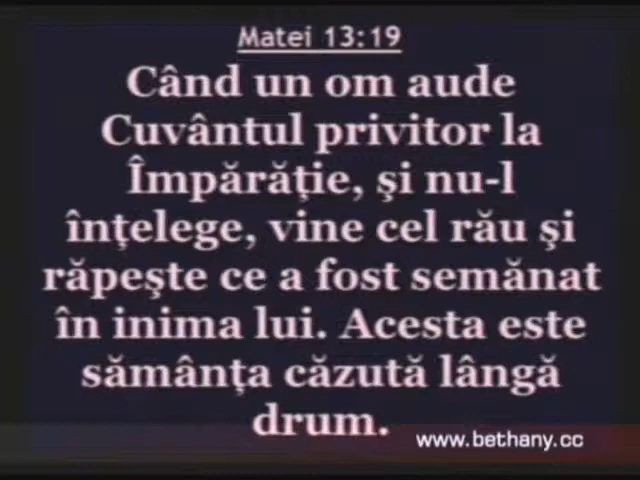 Matei 13:19
Când un om aude
Cuvântul privitor la
Împărăţie, şi nu-l
înţelege, vine cel rău şi
răpeşte ce a fost semănat
în inima lui. Acesta este
sămânţa căzută lângă
drum.
www.bethany.cc